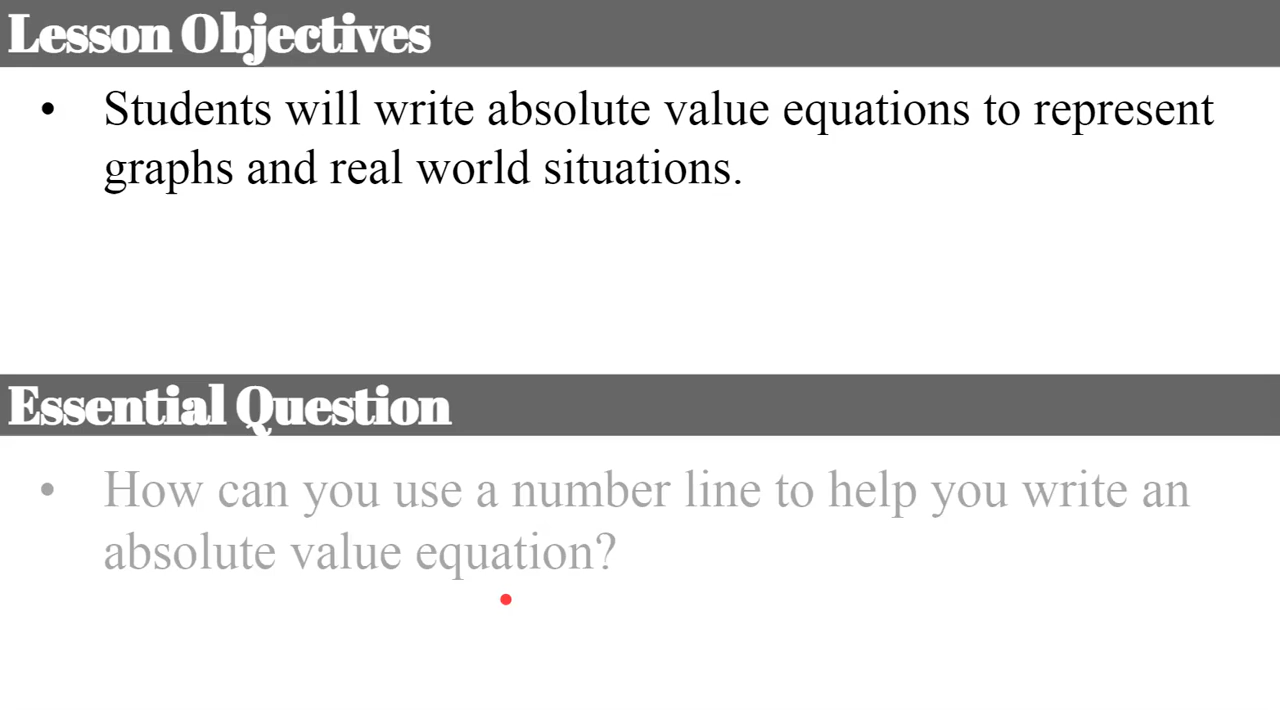 Lesson Objectives
• Students will write absolute value equations to represent
graphs and real world situations.
Essential Question
• How can you use a number line to help you write an
absolute value equation?